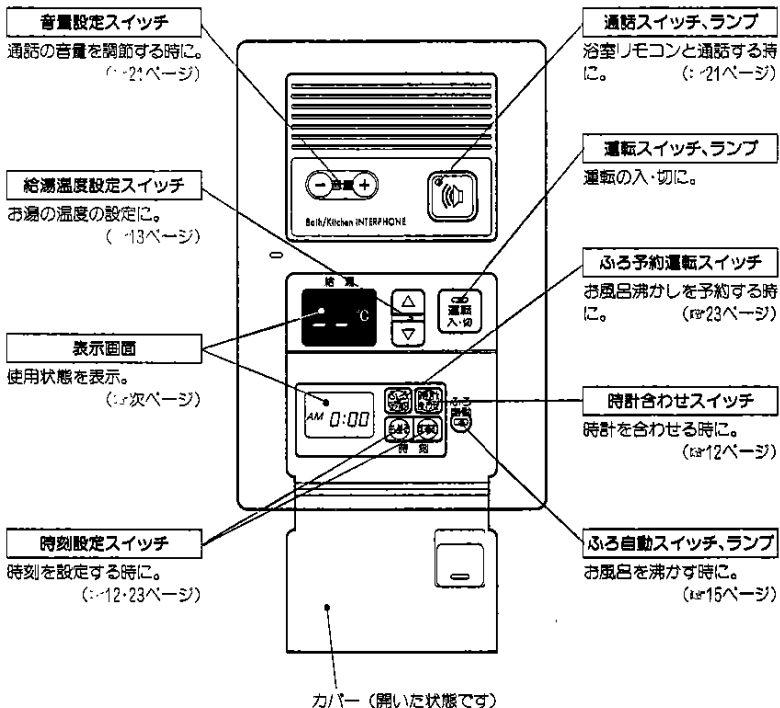 音量設定スイッチ
通話の音量を調節する時に。
(☞21ページ)
給湯温度設定スイッチ
お湯の温度の設定に。
(☞13ページ)
表示画面
使用状態を表示。
(☞次ページ)
時刻設定スイッチ
時刻を設定する時に。
(☞12・23ページ)
－ 音量 ＋
Bath/Kitchen INTERPHONE
給 湯
-- ℃
運転
入・切
AM 0:00
ふろ
自動
時 刻
通話スイッチ、ランプ
浴室リモコンと通話する時
に。 (☞21ページ)
運転スイッチ、ランプ
運転の入・切に。
ふろ予約運転スイッチ
お風呂沸かしを予約する時
に。 (☞23ページ)
時計合わせスイッチ
時計を合わせる時に。
(☞12ページ)
ふろ自動スイッチ、ランプ
お風呂を沸かす時に。
(☞15ページ)
カバー（開いた状態です）